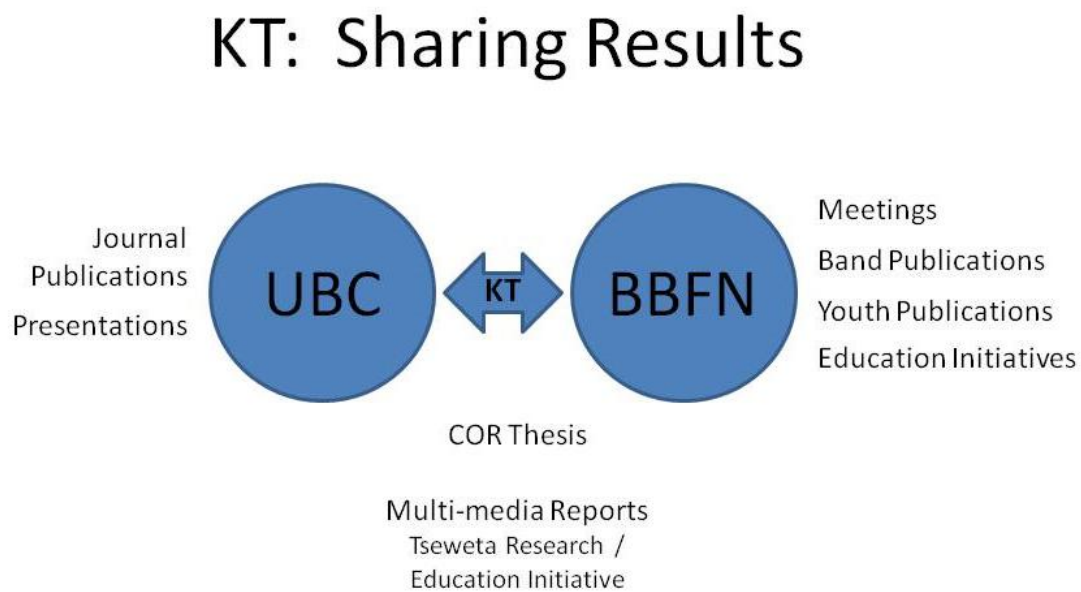 KT: Sharing Results
Journal
Publications
Presentations
UBC
KT
BBFN
Meetings
Band Publications
Youth Publications
Education Initiatives
COR Thesis
Multi-media Reports
Tseweta Research /
Education Initiative